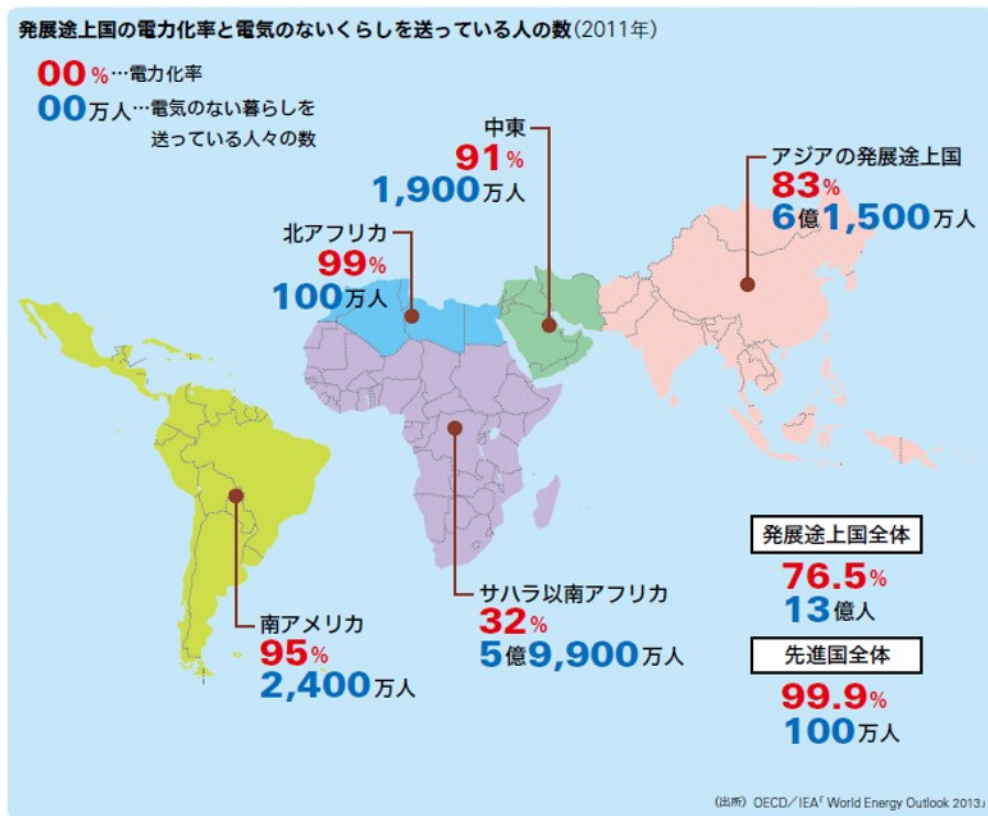 発展途上国の電力化率と電気のないくらしを送っている人の数(2011年)
00%…電力化率
00万人…電気のない暮らしを
送っている人々の数
中東
91%
1,900万人
アジアの発展途上国
83%
6億1,500万人
北アフリカ
99%
100万人
南アメリカ
95%
2,400万人
サハラ以南アフリカ
32%
5億9,900万人
発展途上国全体
76.5%
13億人
先進国全体
99.9%
100万人
(出所) OECD/IEA「World Energy Outlook 2013」